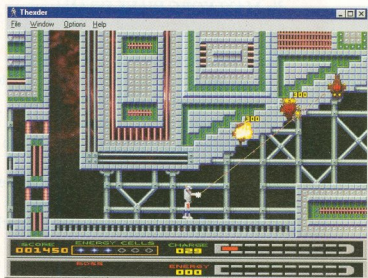 Thexder
File Window Options Help
300
300
SCORE ENERGY CELLS CHARGE
001450 029
BOSS ENERGY
000